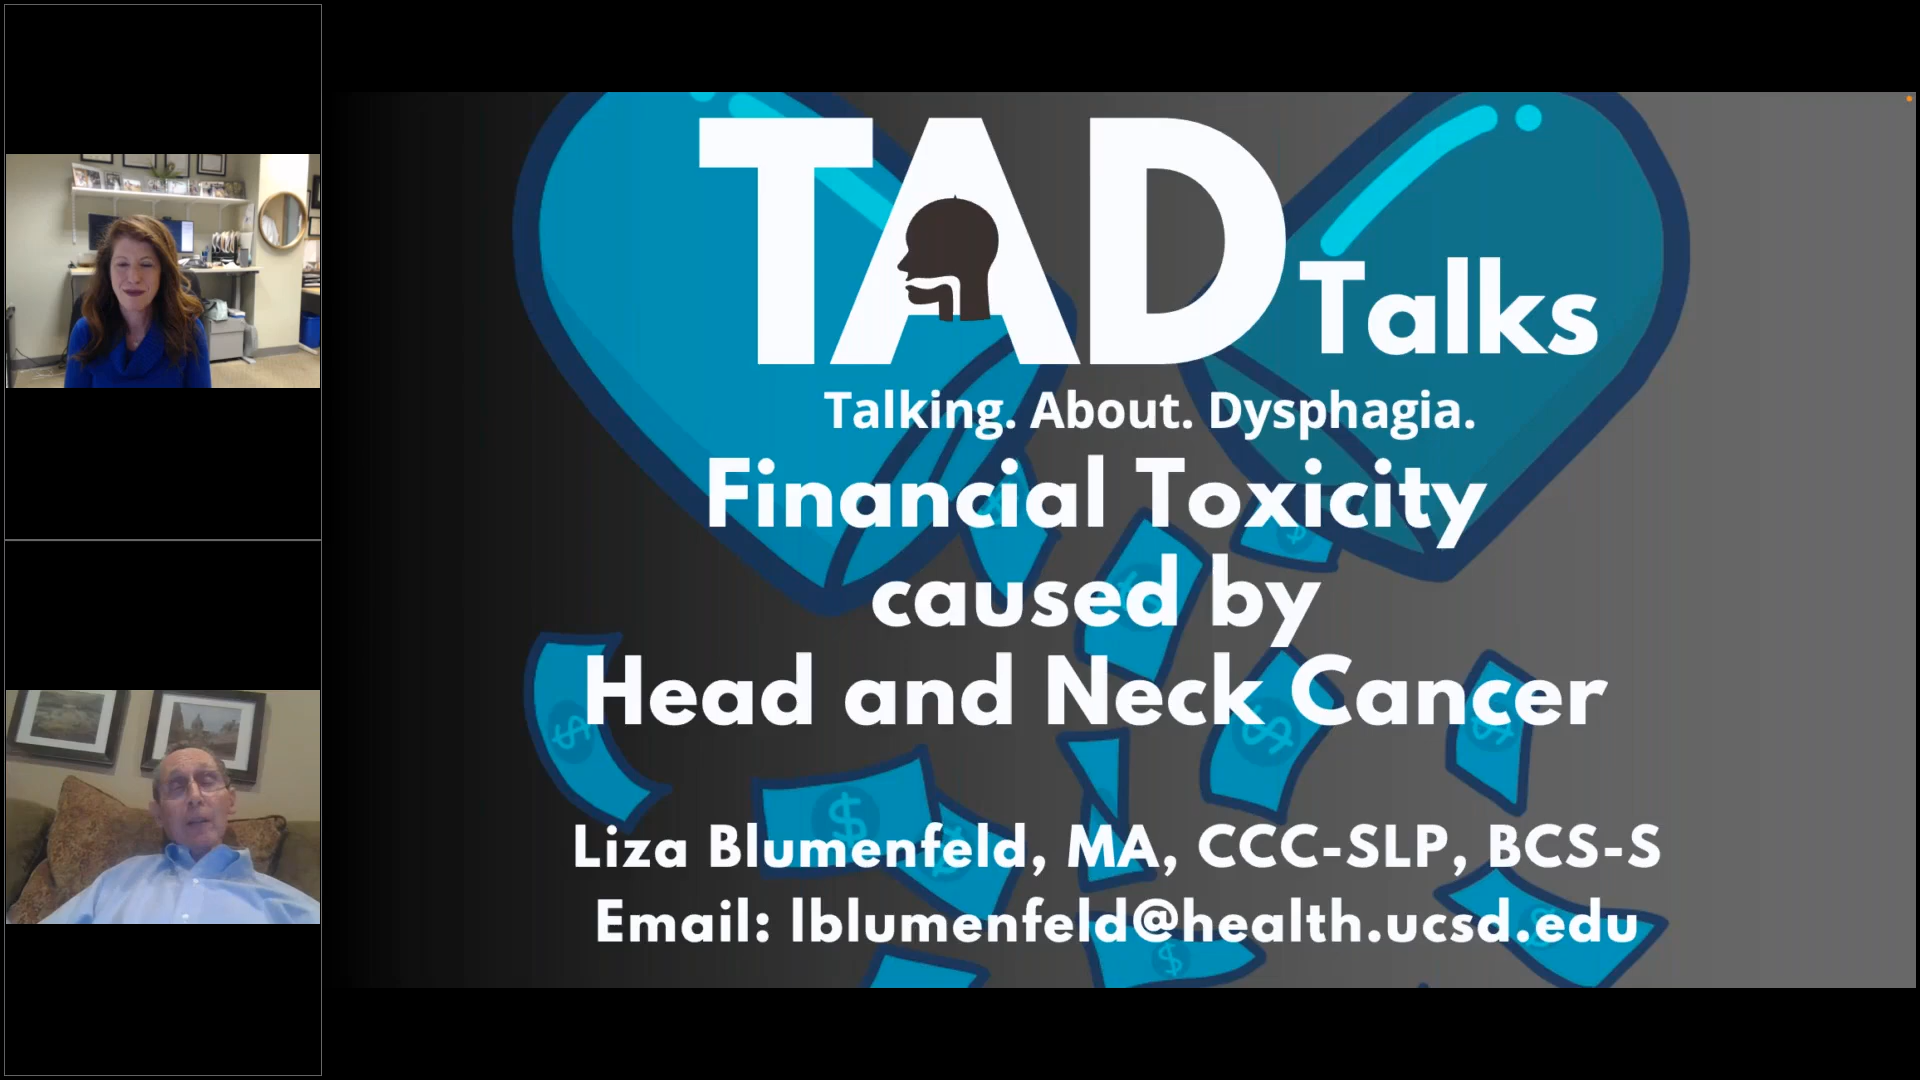 TAD Talks
Talking. About. Dysphagia.
Financial Toxicity
caused by
Head and Neck Cancer
Liza Blumenfeld, MA, CCC-SLP, BCS-S
Email: lblumenfeld@health.ucsd.edu